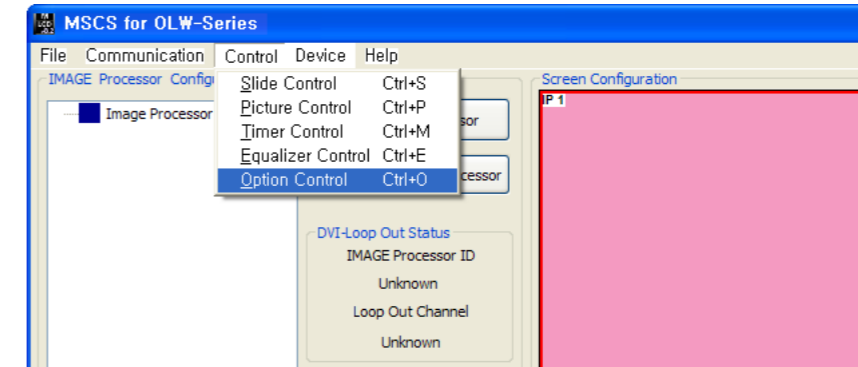 MSCS for OLW-Series
File Communication Control Device Help
IMAGE Processor Configu
Screen Configuration
Slide Control Ctrl+S
Picture Control Ctrl+P
Timer Control Ctrl+M
Equalizer Control Ctrl+E
Option Control Ctrl+O
Image Processor
sor
cessor
IP 1
DVI-Loop Out Status
IMAGE Processor ID
Unknown
Loop Out Channel
Unknown